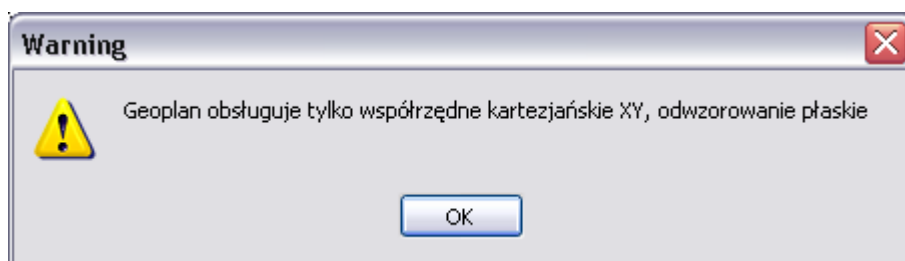 Warning
Geoplan obsługuje tylko współrzędne kartezjańskie XY, odwzorowanie płaskie
OK